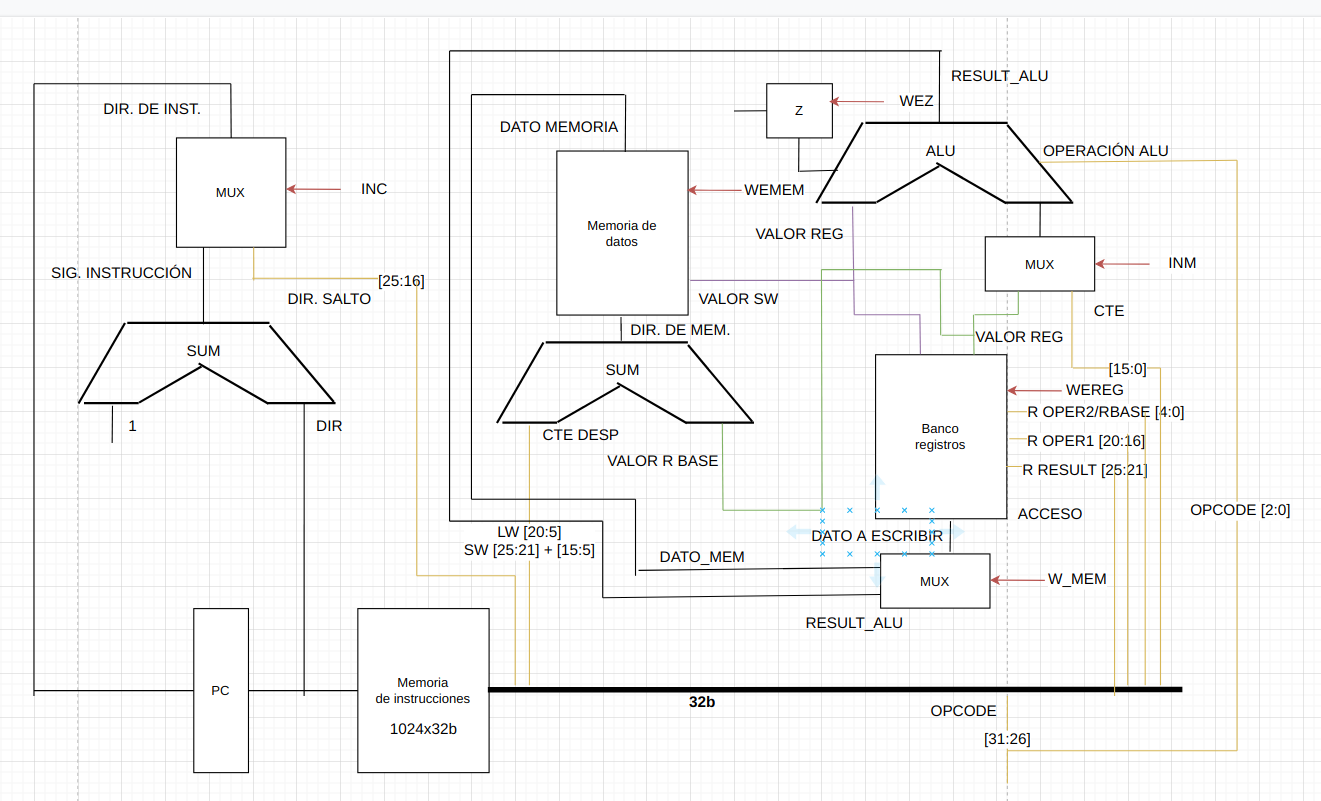 RESULT_ALU
DIR. DE INST.
WEZ
Z
DATO MEMORIA
ALU
OPERACIÓN ALU
MUX
INC
WEMEM
Memoria de
datos
VALOR REG
MUX
INM
SIG. INSTRUCCIÓN
[25:16]
DIR. SALTO
VALOR SW
CTE
DIR. DE MEM.
VALOR REG
SUM
SUM
[15:0]
WEREG
R OPER2/RBASE [4:0]
1
DIR
CTE DESP
Banco
registros
R OPER1 [20:16]
VALOR R BASE
R RESULT [25:21]
OPCODE [2:0]
ACCESO
LW [20:5]
SW [25:21] + [15:5]
DATO A ESCRIBIR
DATO_MEM
MUX
W_MEM
RESULT_ALU
PC
Memoria
de instrucciones
1024x32b
32b
OPCODE
[31:26]